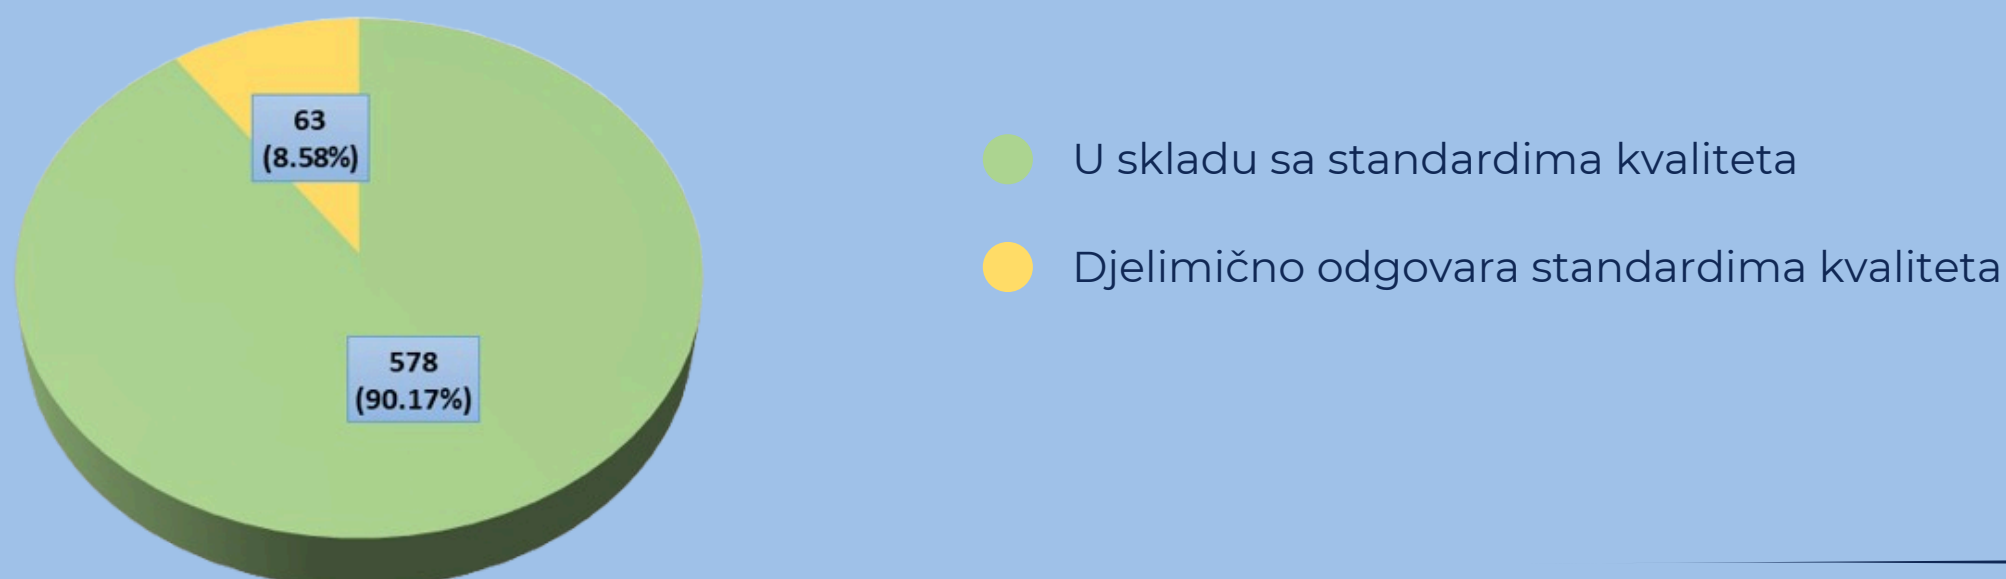 63
(8.58%)
578
(90.17%)
U skladu sa standardima kvaliteta
Djelimično odgovara standardima kvaliteta